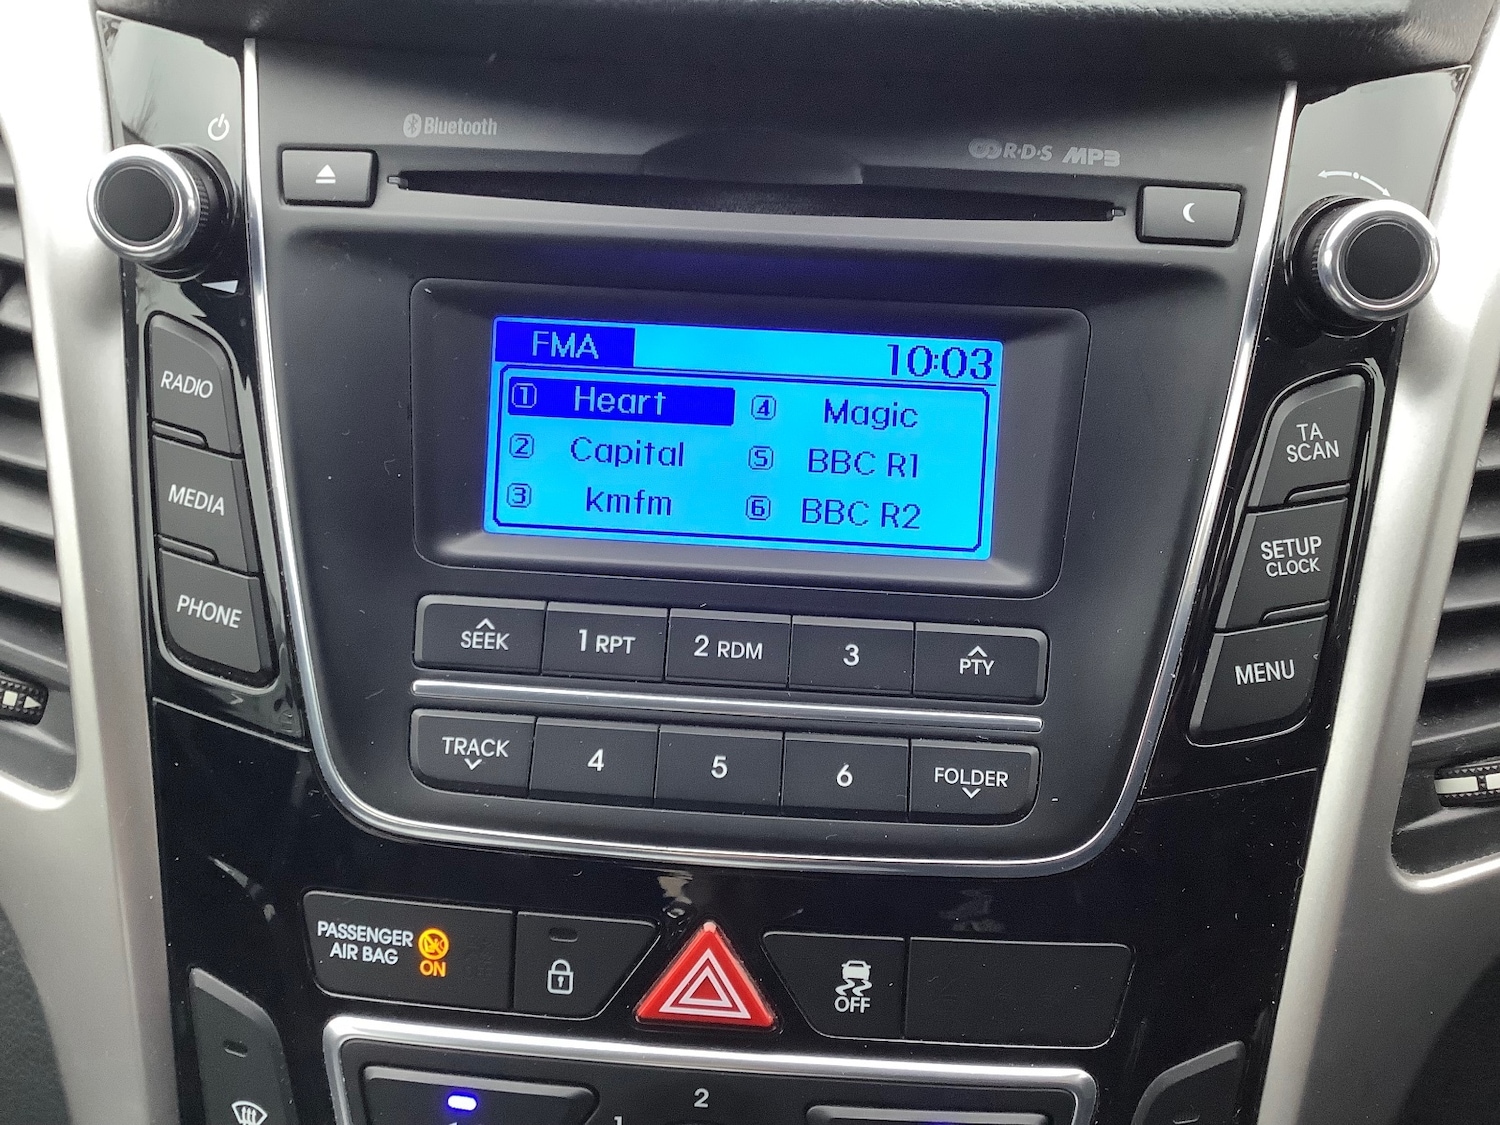 Bluetooth
R·D·S MP3
FMA 10:03
1 Heart 4 Magic
2 Capital 5 BBC R1
3 kmfm 6 BBC R2
RADIO
MEDIA
PHONE
TA
SCAN
SETUP
CLOCK
MENU
SEEK 1 RPT 2 RDM 3 PTY
TRACK 4 5 6 FOLDER
PASSENGER
AIR BAG ON
OFF
2
1